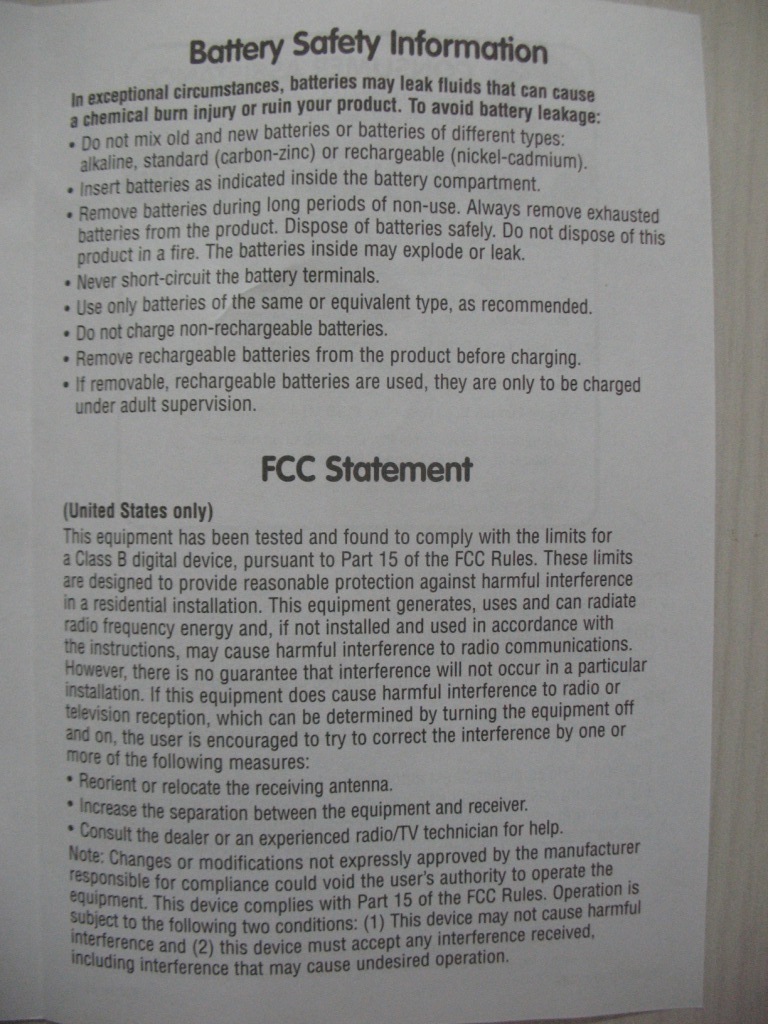 Battery Safety Information
In exceptional circumstances, batteries may leak fluids that can cause
a chemical burn injury or ruin your product. To avoid battery leakage:
• Do not mix old and new batteries or batteries of different types:
alkaline, standard (carbon-zinc) or rechargeable (nickel-cadmium).
• Insert batteries as indicated inside the battery compartment.
• Remove batteries during long periods of non-use. Always remove exhausted
batteries from the product. Dispose of batteries safely. Do not dispose of this
product in a fire. The batteries inside may explode or leak.
• Never short-circuit the battery terminals.
• Use only batteries of the same or equivalent type, as recommended.
• Do not charge non-rechargeable batteries.
• Remove rechargeable batteries from the product before charging.
• If removable, rechargeable batteries are used, they are only to be charged
under adult supervision.
FCC Statement
(United States only)
This equipment has been tested and found to comply with the limits for
a Class B digital device, pursuant to Part 15 of the FCC Rules. These limits
are designed to provide reasonable protection against harmful interference
in a residential installation. This equipment generates, uses and can radiate
radio frequency energy and, if not installed and used in accordance with
the instructions, may cause harmful interference to radio communications.
However, there is no guarantee that interference will not occur in a particular
installation. If this equipment does cause harmful interference to radio or
television reception, which can be determined by turning the equipment off
and on, the user is encouraged to try to correct the interference by one or
more of the following measures:
• Reorient or relocate the receiving antenna.
• Increase the separation between the equipment and receiver.
• Consult the dealer or an experienced radio/TV technician for help.
Note: Changes or modifications not expressly approved by the manufacturer
responsible for compliance could void the user's authority to operate the
equipment. This device complies with Part 15 of the FCC Rules. Operation is
subject to the following two conditions: (1) This device may not cause harmful
interference and (2) this device must accept any interference received,
including interference that may cause undesired operation.